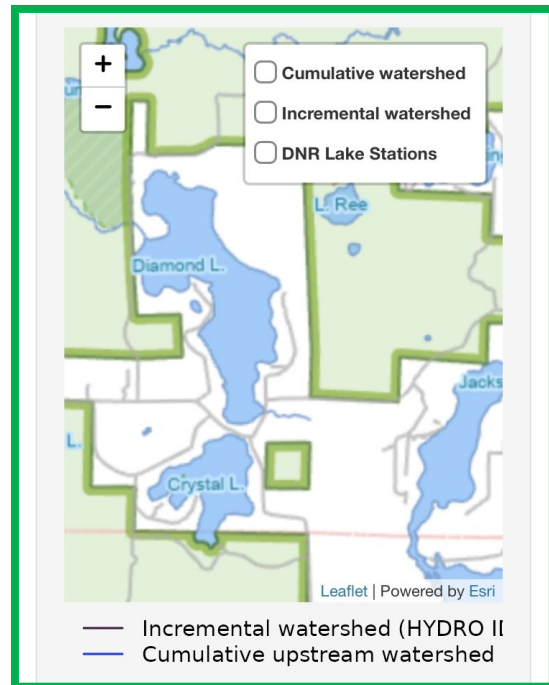 +
Cumulative watershed
−
Incremental watershed
DNR Lake Stations
L. Ree
Diamond L.
Jacks
L.
Crystal L.
Leaflet | Powered by Esri
Incremental watershed (HYDRO I
Cumulative upstream watershed